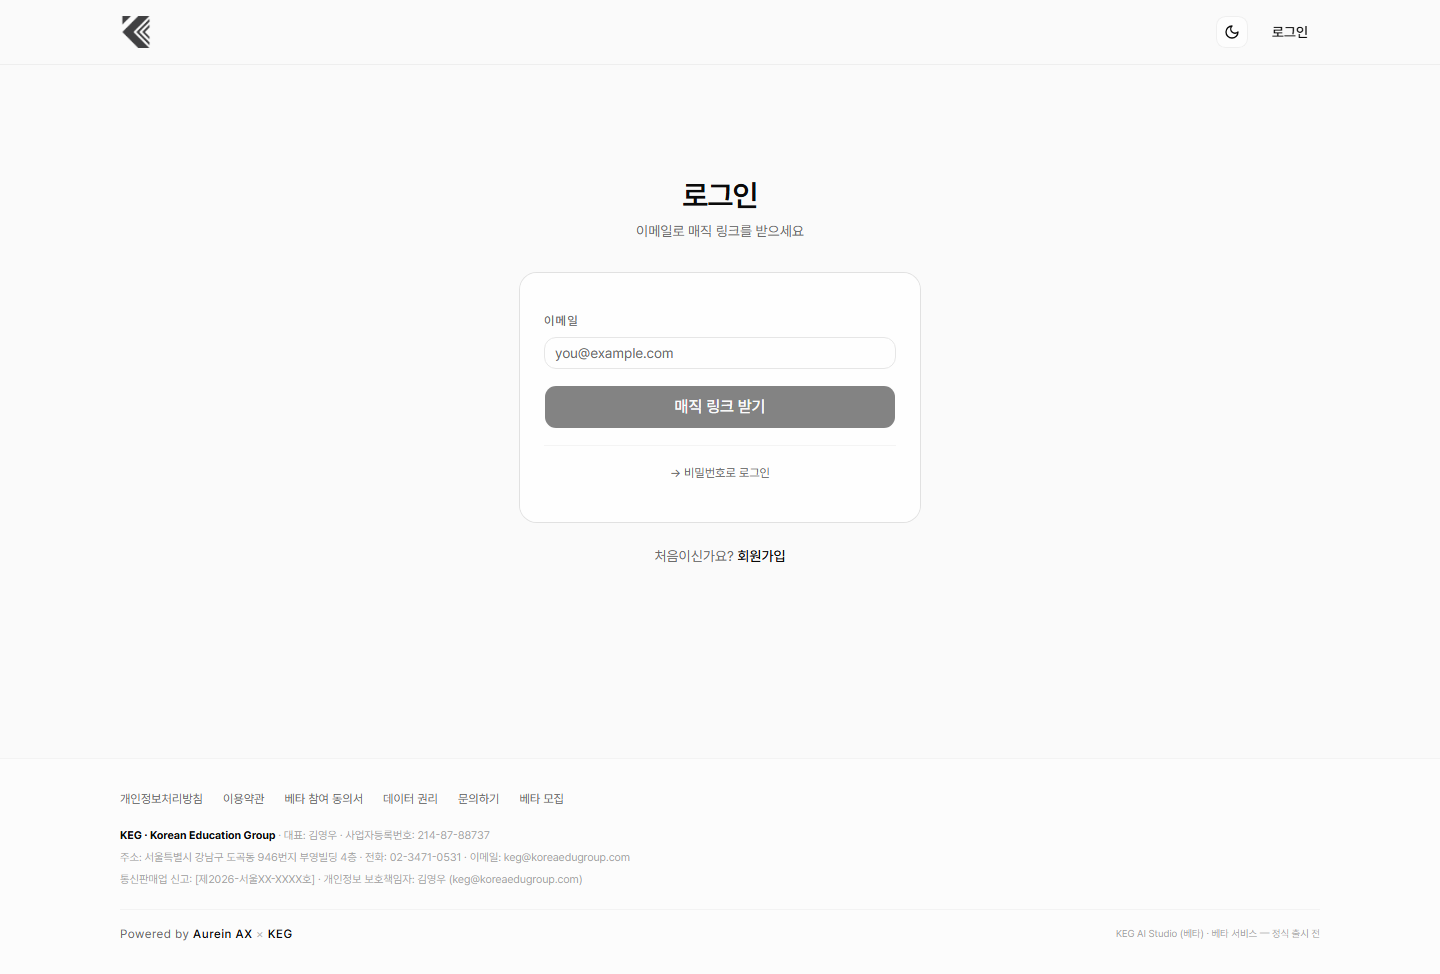 로그인
로그인
이메일로 매직 링크를 받으세요
이메일
you@example.com
매직 링크 받기
→ 비밀번호로 로그인
처음이신가요? 회원가입
개인정보처리방침 이용약관 베타 참여 동의서 데이터 권리 문의하기 베타 모집
KEG · Korean Education Group · 대표: 김영우 · 사업자등록번호: 214-87-88737
주소: 서울특별시 강남구 도곡동 946번지 부영빌딩 4층 · 전화: 02-3471-0531 · 이메일: keg@koreaedugroup.com
통신판매업 신고: [제2026-서울XX-XXXX호] · 개인정보 보호책임자: 김영우 (keg@koreaedugroup.com)
Powered by Aurein AX × KEG
KEG AI Studio (베타) · 베타 서비스 — 정식 출시 전